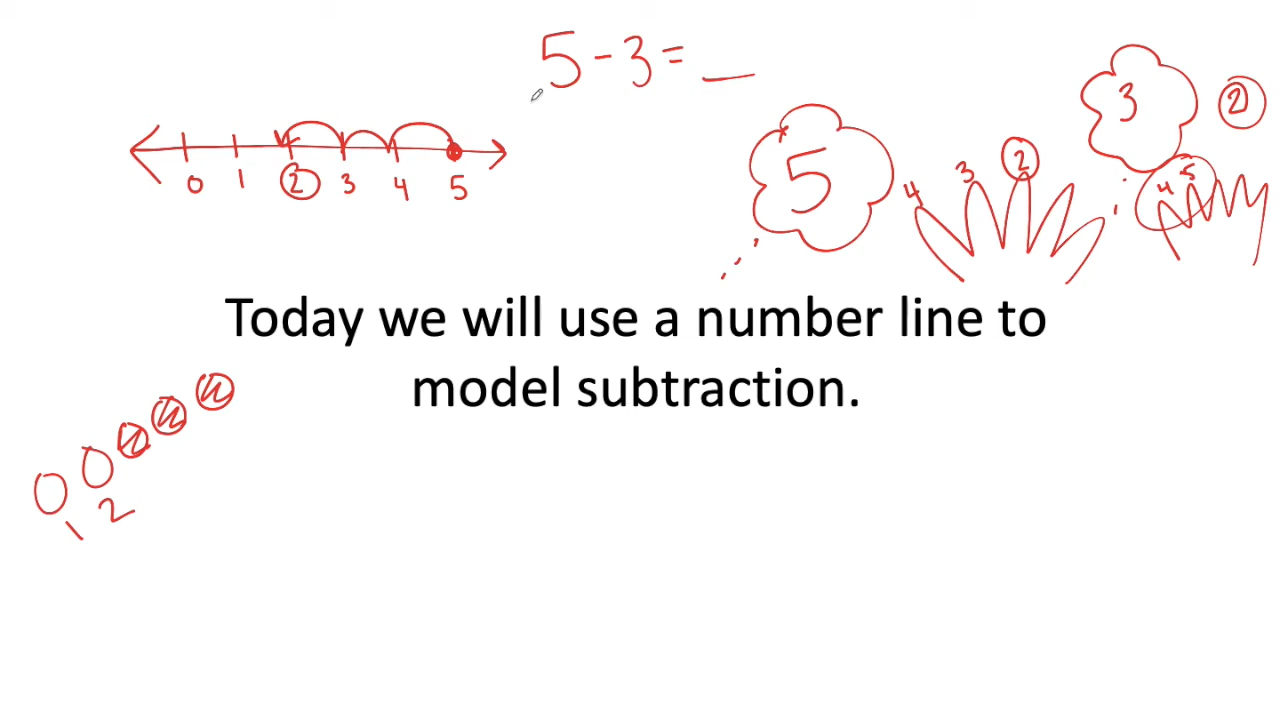 5 - 3 = _
3 2
5
4 3 2
4 5
0 1 2 3 4 5
Today we will use a number line to
model subtraction.
1 2